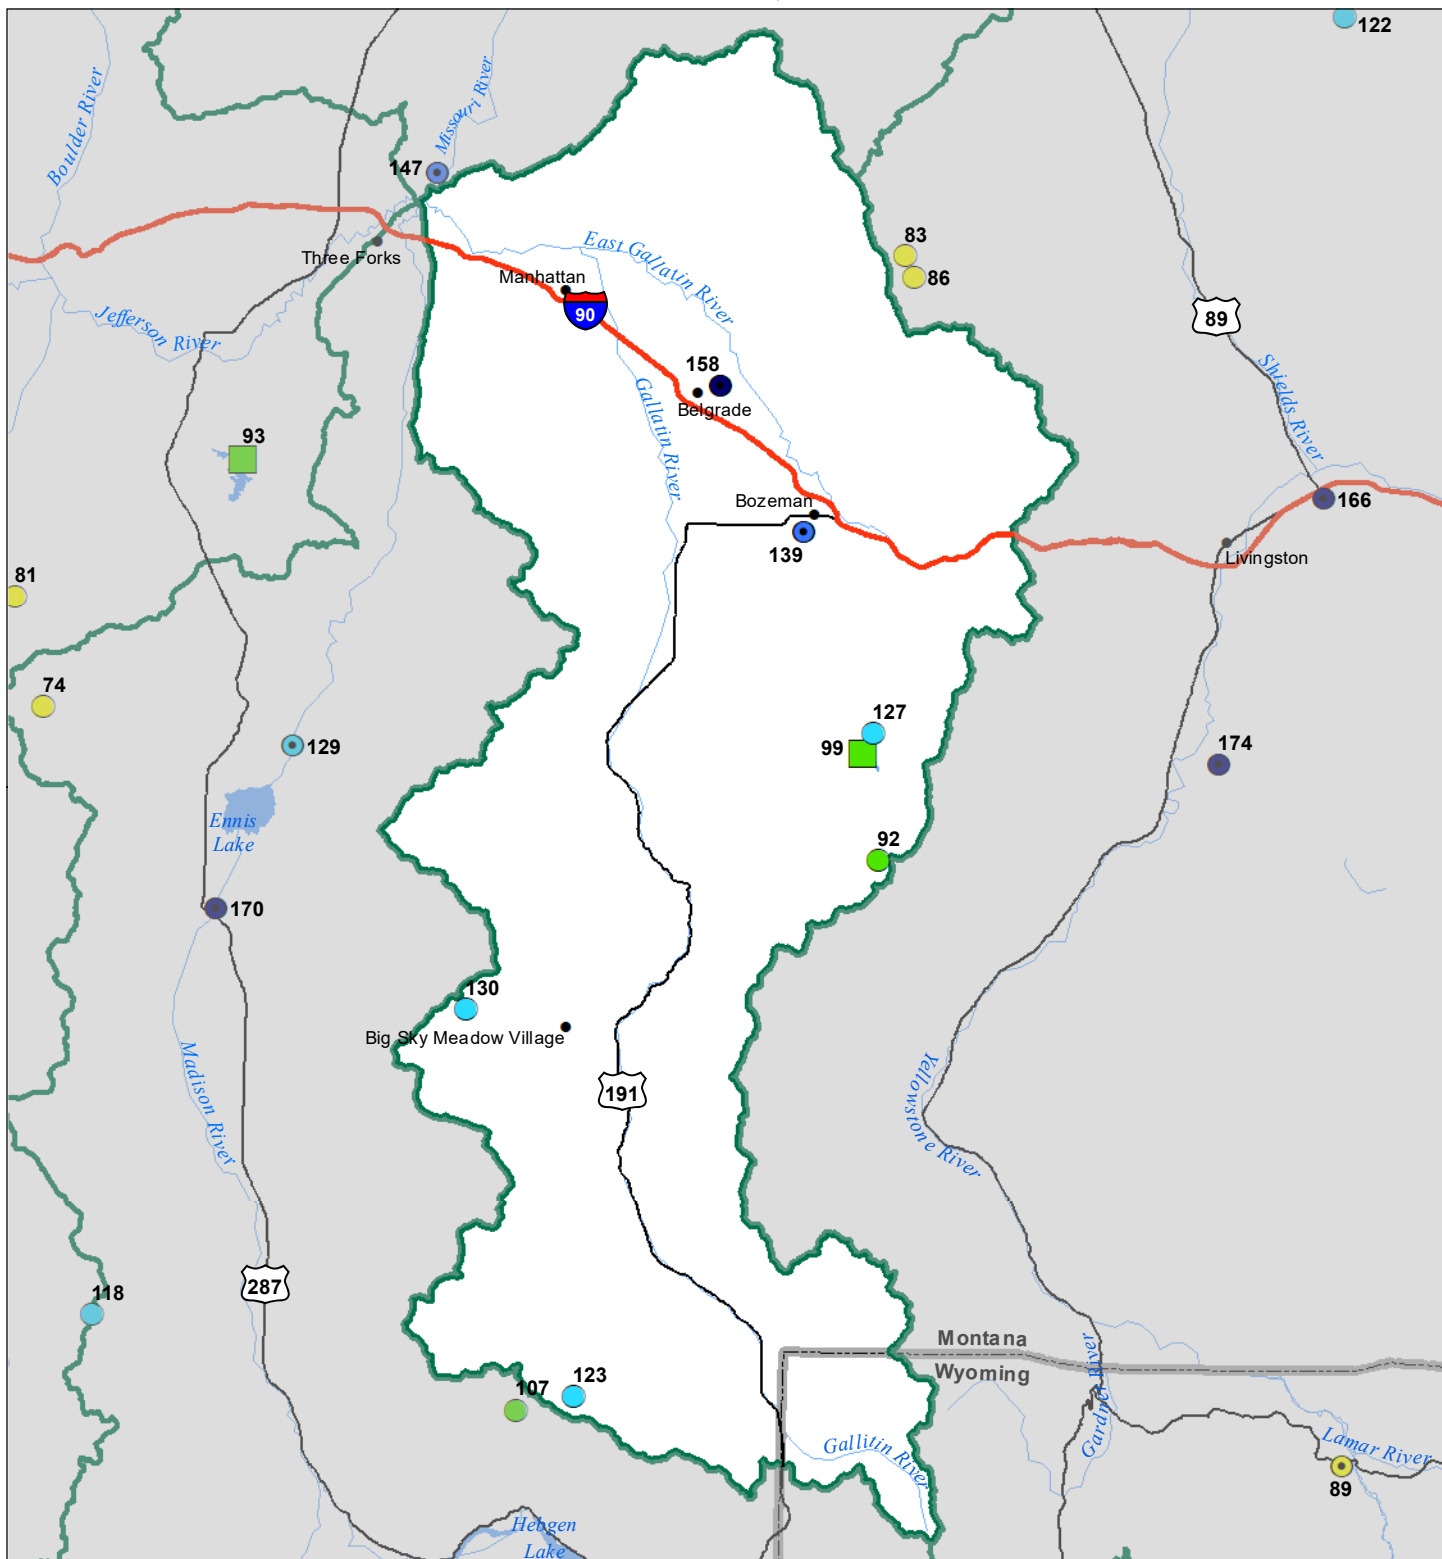 122
Boulder River
Missouri River
147
83
86
Three Forks
East Gallatin River
Manhattan
90
89
Jefferson River
158
Belgrade
Gallatin River
Shields River
93
166
Bozeman
139
Livingston
81
74
127
129
99
174
Ennis
Lake
92
170
130
Big Sky Meadow Village
Madison River
191
Yellowstone River
287
118
Montana
Wyoming
Gardner River
107
123
Gallitin River
Lamar River
89
Hebgen
Lake